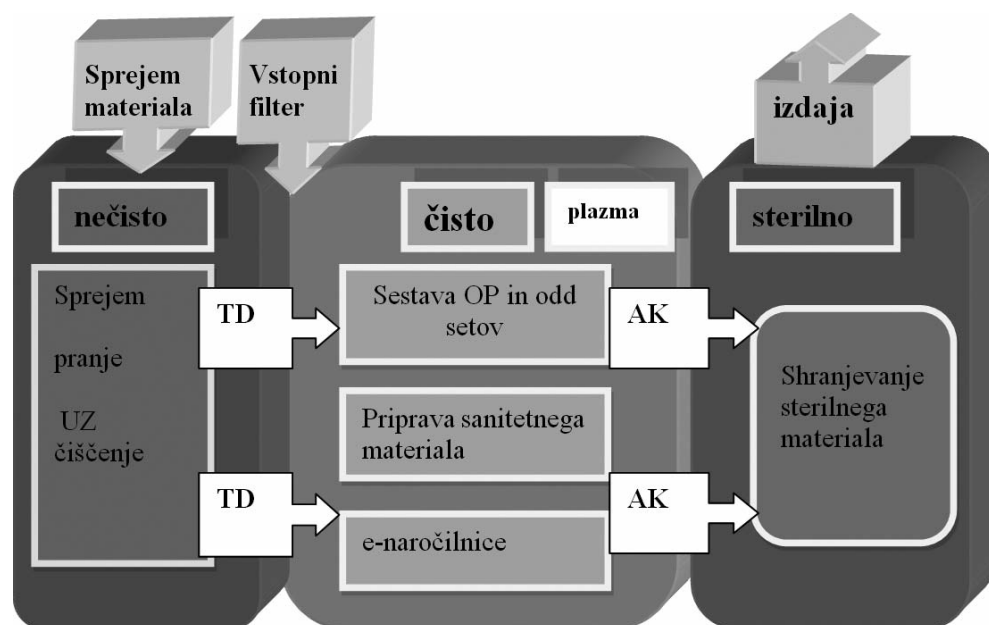 Sprejem
materiala
Vstopni
filter
izdaja
nečisto
čisto
plazma
sterilno
Sprejem
pranje
UZ
čiščenje
TD
TD
Sestava OP in odd
setov
Priprava sanitetnega
materiala
e-naročilnice
AK
AK
Shranjevanje
sterilnega
materiala